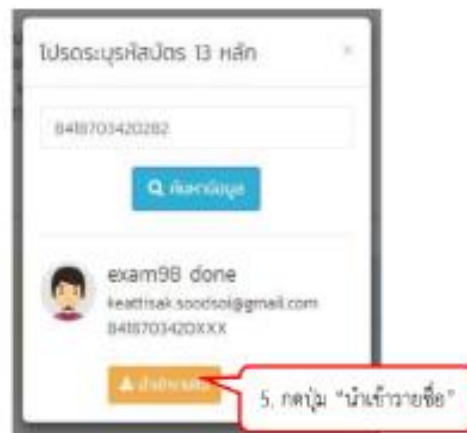 โปรดระบุรหัสบัตร 13 หลัก
×
8418703420282
ค้นหาข้อมูล
exam98 done
keattisak.soodsoi@gmail.com
8418703420XXX
5. กดปุ่ม "นำเข้ารายชื่อ"